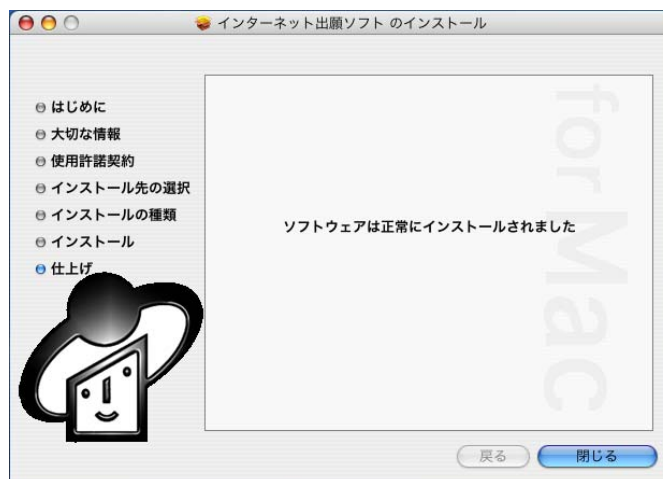 インターネット出願ソフト のインストール
はじめに
大切な情報
使用許諾契約
インストール先の選択
インストールの種類
インストール
仕上げ
ソフトウェアは正常にインストールされました
for Mac
戻る
閉じる